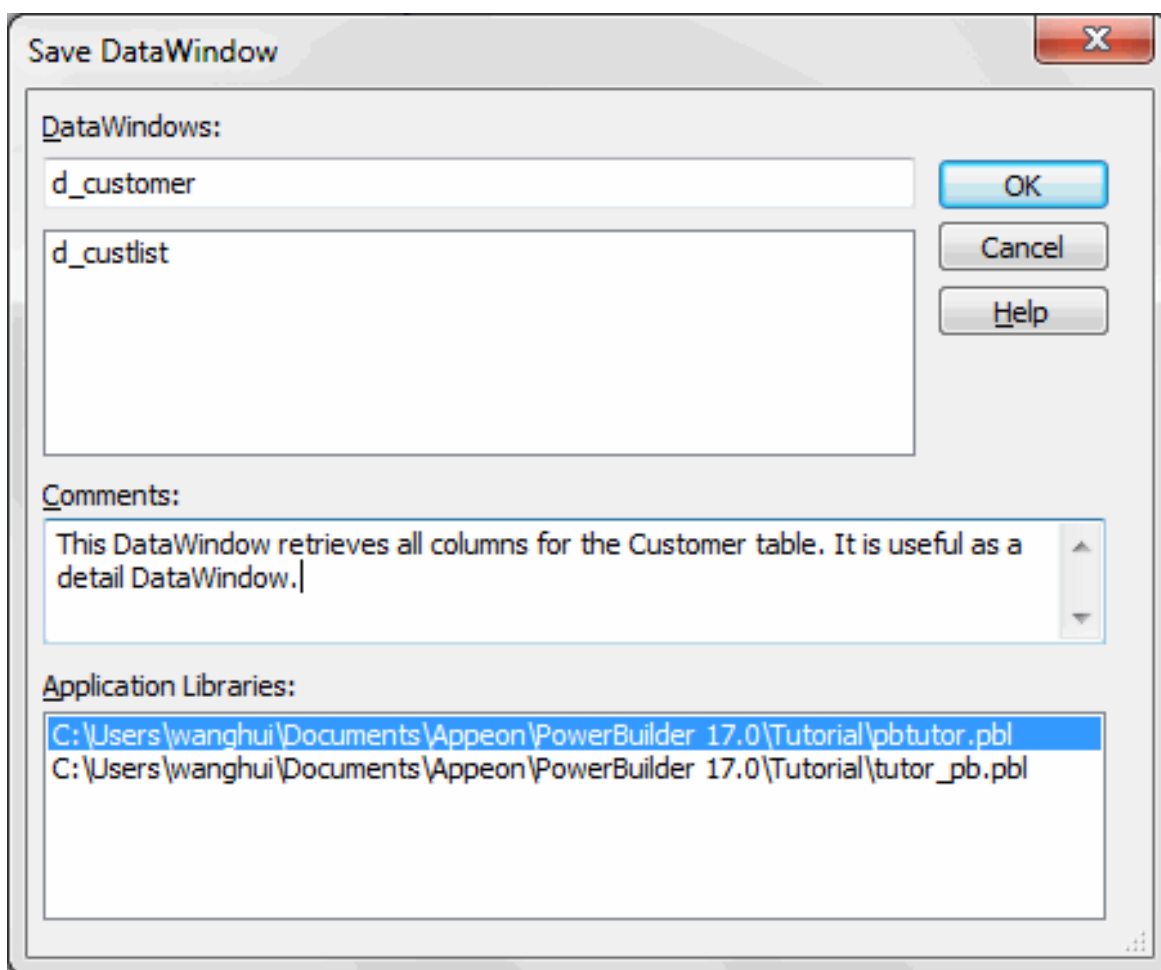 Save DataWindow
DataWindows:
d_customer
OK
d_custlist
Cancel
Help
Comments:
This DataWindow retrieves all columns for the Customer table. It is useful as a
detail DataWindow.
Application Libraries:
C:\Users\wanghui\Documents\Appeon\PowerBuilder 17.0\Tutorial\pbtutor.pbl
C:\Users\wanghui\Documents\Appeon\PowerBuilder 17.0\Tutorial\tutor_pb.pbl